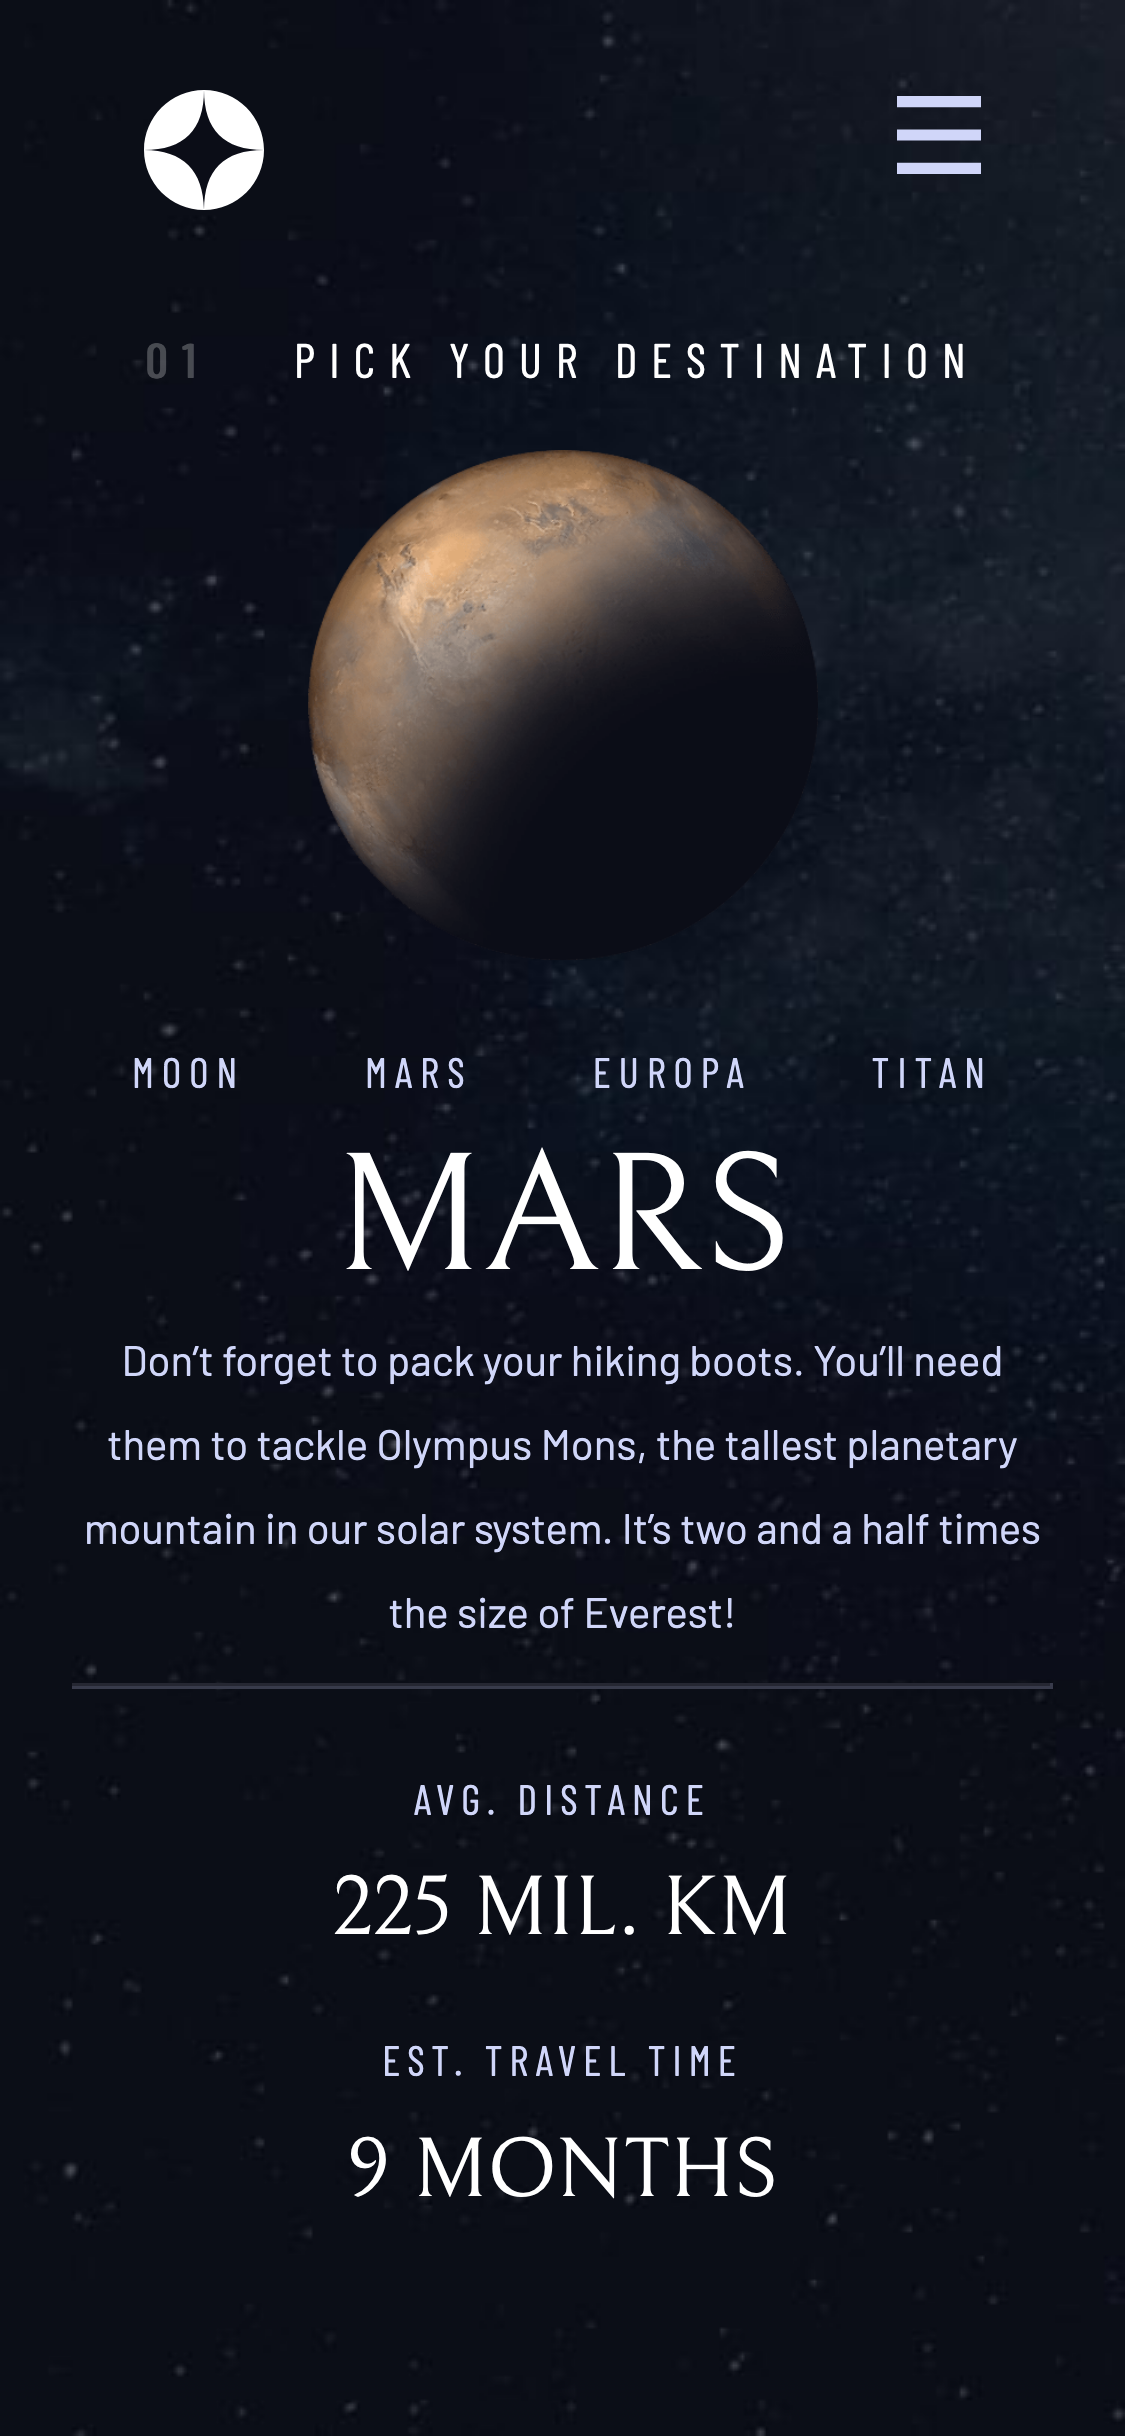 01 PICK YOUR DESTINATION
MOON MARS EUROPA TITAN
MARS
Don’t forget to pack your hiking boots. You’ll need
them to tackle Olympus Mons, the tallest planetary
mountain in our solar system. It’s two and a half times
the size of Everest!
AVG. DISTANCE
225 MIL. KM
EST. TRAVEL TIME
9 MONTHS